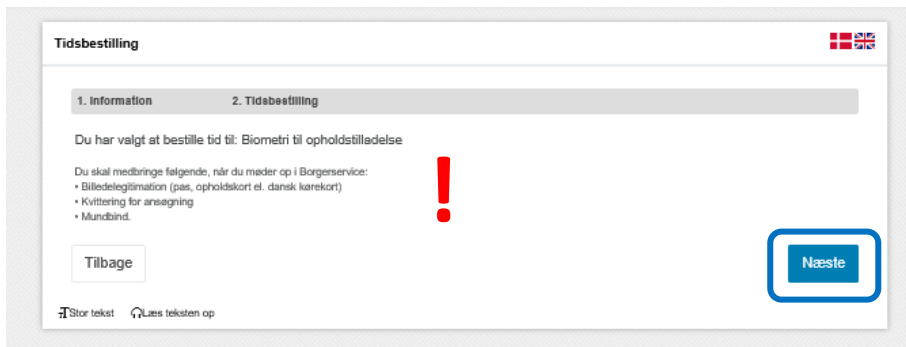 Tidsbestilling
1. Information 2. Tidsbestilling
Du har valgt at bestille tid til: Biometri til opholdstilladelse
Du skal medbringe følgende, når du møder op i Borgerservice:
• Billedelegitimation (pas, opholdskort el. dansk kørekort)
• Kvittering for ansøgning
• Mundbind.
!
Tilbage
Næste
Stor tekst Læs teksten op